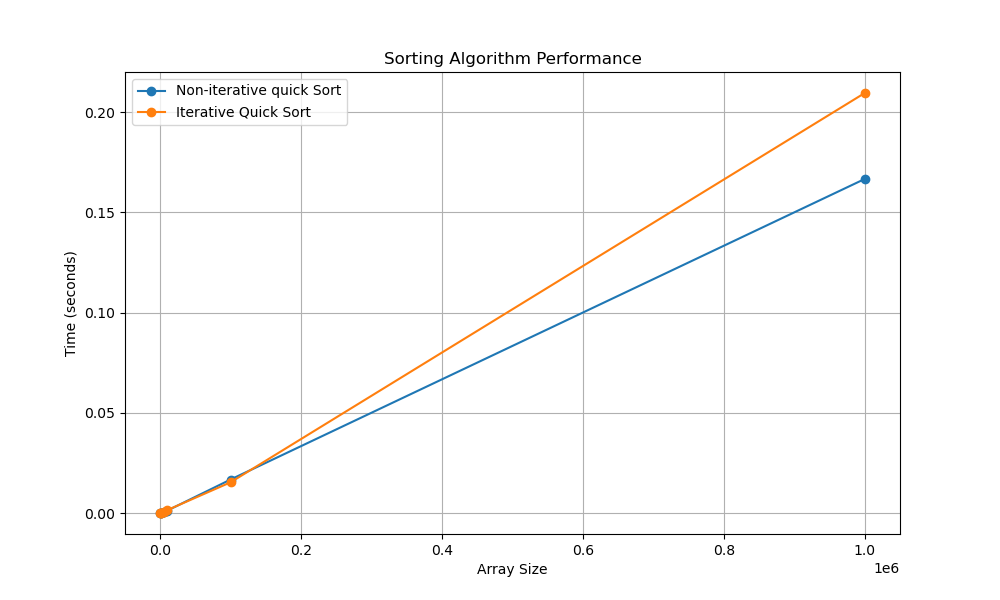 Sorting Algorithm Performance
Non-iterative quick Sort
Iterative Quick Sort
Time (seconds)
0.20
0.15
0.10
0.05
0.00
0.0 0.2 0.4 0.6 0.8 1.0
1e6
Array Size